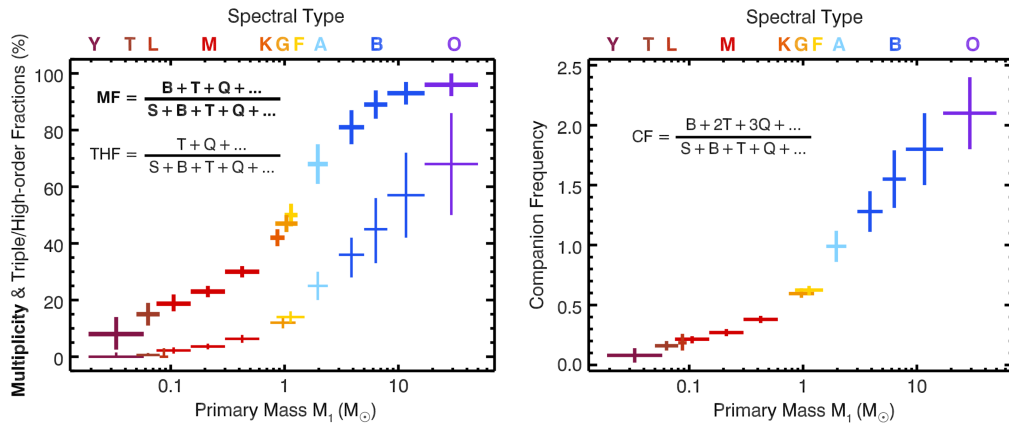 Spectral Type
Y T L M K G F A B O
Multiplicity & Triple/High-order Fractions (%)
100
80
60
40
20
0
MF = B + T + Q + ...
S + B + T + Q + ...
THF = T + Q + ...
S + B + T + Q + ...
0.1 1 10
Primary Mass M₁ (M☉)
Spectral Type
Y T L M K G F A B O
Companion Frequency
2.5
2.0
1.5
1.0
0.5
0.0
CF = B + 2T + 3Q + ...
S + B + T + Q + ...
0.1 1 10
Primary Mass M₁ (M☉)